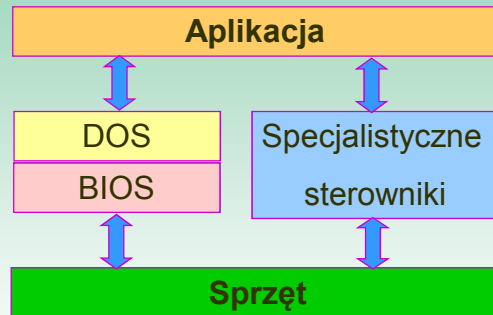 Aplikacja
DOS
BIOS
Specjalistyczne
sterowniki
Sprzęt